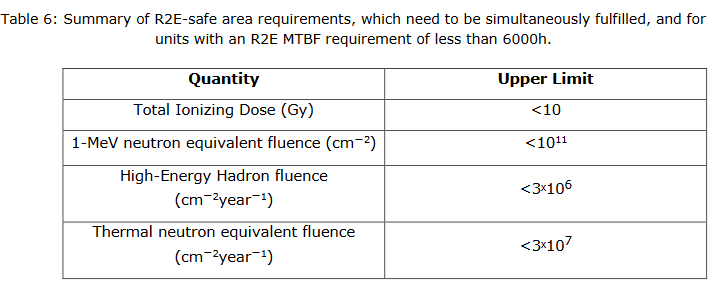 Table 6: Summary of R2E-safe area requirements, which need to be simultaneously fulfilled, and for
units with an R2E MTBF requirement of less than 6000h.
Quantity Upper Limit
Total Ionizing Dose (Gy) <10
1-MeV neutron equivalent fluence (cm⁻²) <10¹¹
High-Energy Hadron fluence
(cm⁻²year⁻¹) <3x10⁶
Thermal neutron equivalent fluence
(cm⁻²year⁻¹) <3x10⁷